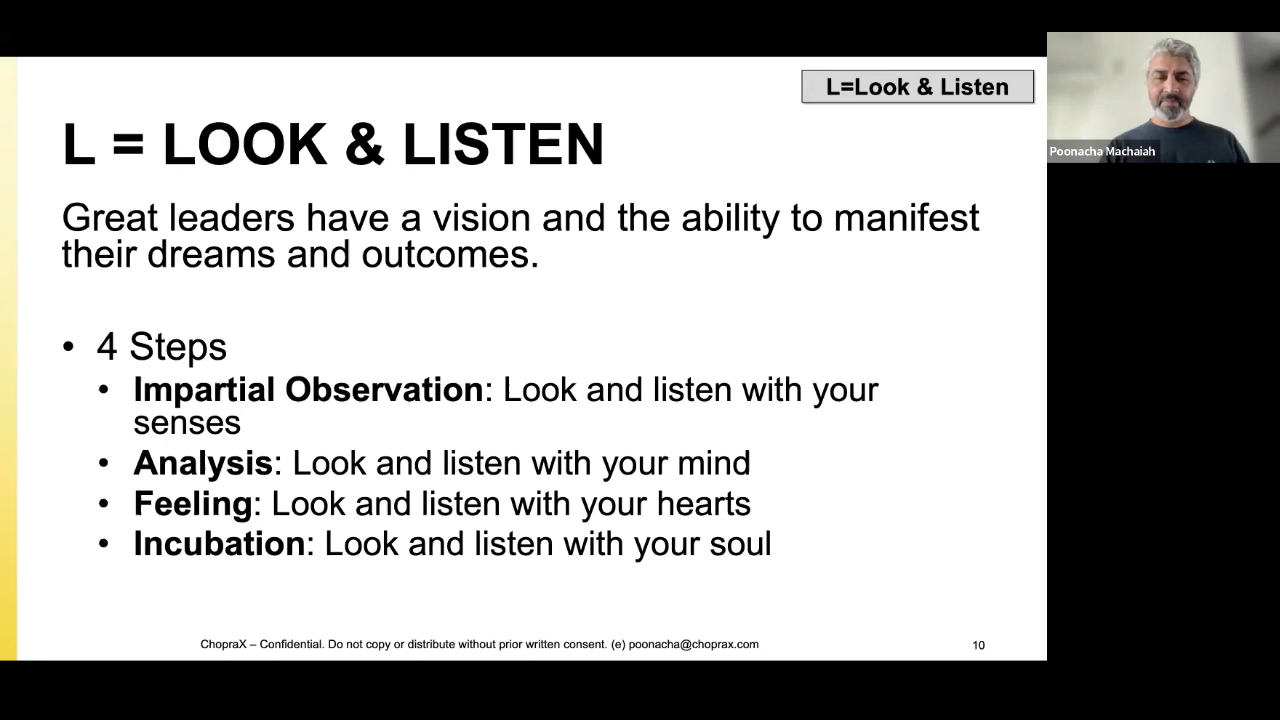 L=Look & Listen
L = LOOK & LISTEN
Great leaders have a vision and the ability to manifest
their dreams and outcomes.
• 4 Steps
• Impartial Observation: Look and listen with your
senses
• Analysis: Look and listen with your mind
• Feeling: Look and listen with your hearts
• Incubation: Look and listen with your soul
ChopraX – Confidential. Do not copy or distribute without prior written consent. (e) poonacha@choprax.com
10
Poonacha Machaiah